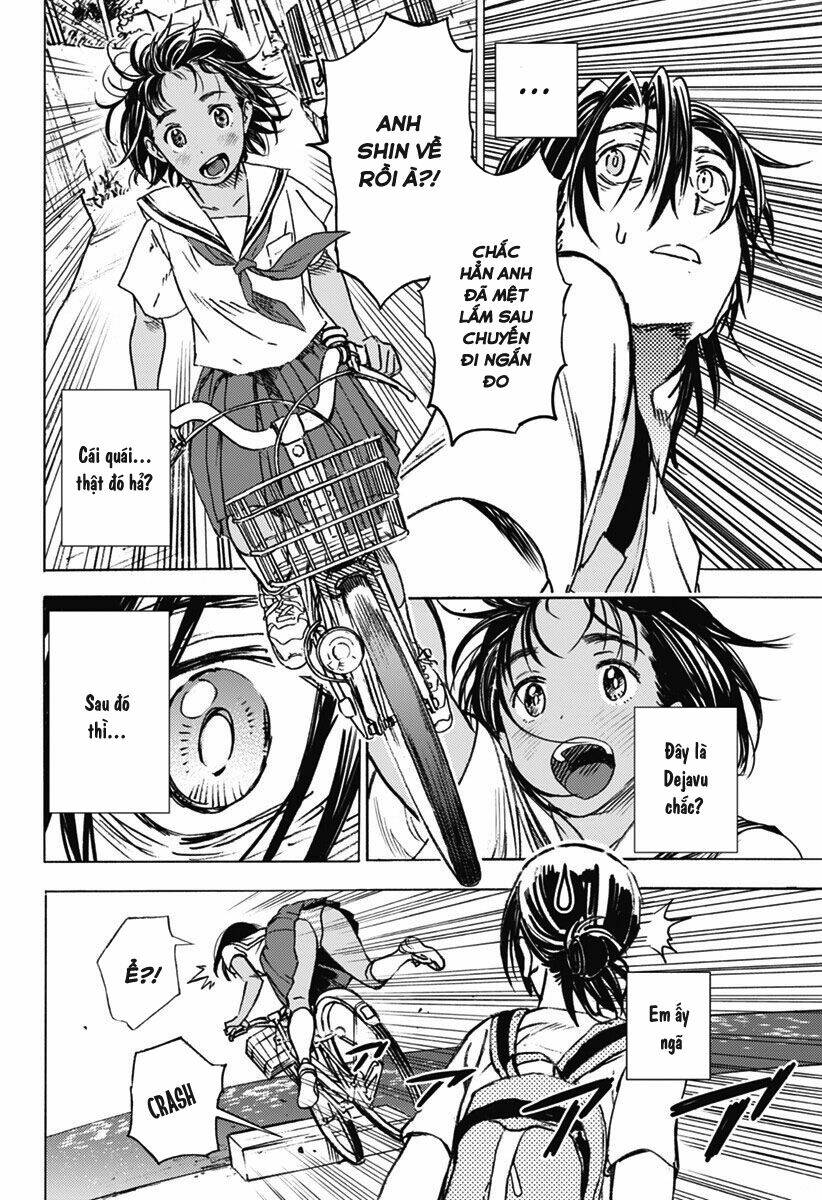 ...
ANH
SHIN VỀ
RỒI À?!
CHẮC
HẲN ANH
ĐÃ MỆT
LẮM SAU
CHUYẾN
ĐI NGẮN
ĐO
Cái quái...
thật đó hả?
Đây là
Dejavu
chắc?
Sau đó
thì...
Em ấy
ngã
Ể?!
CRASH